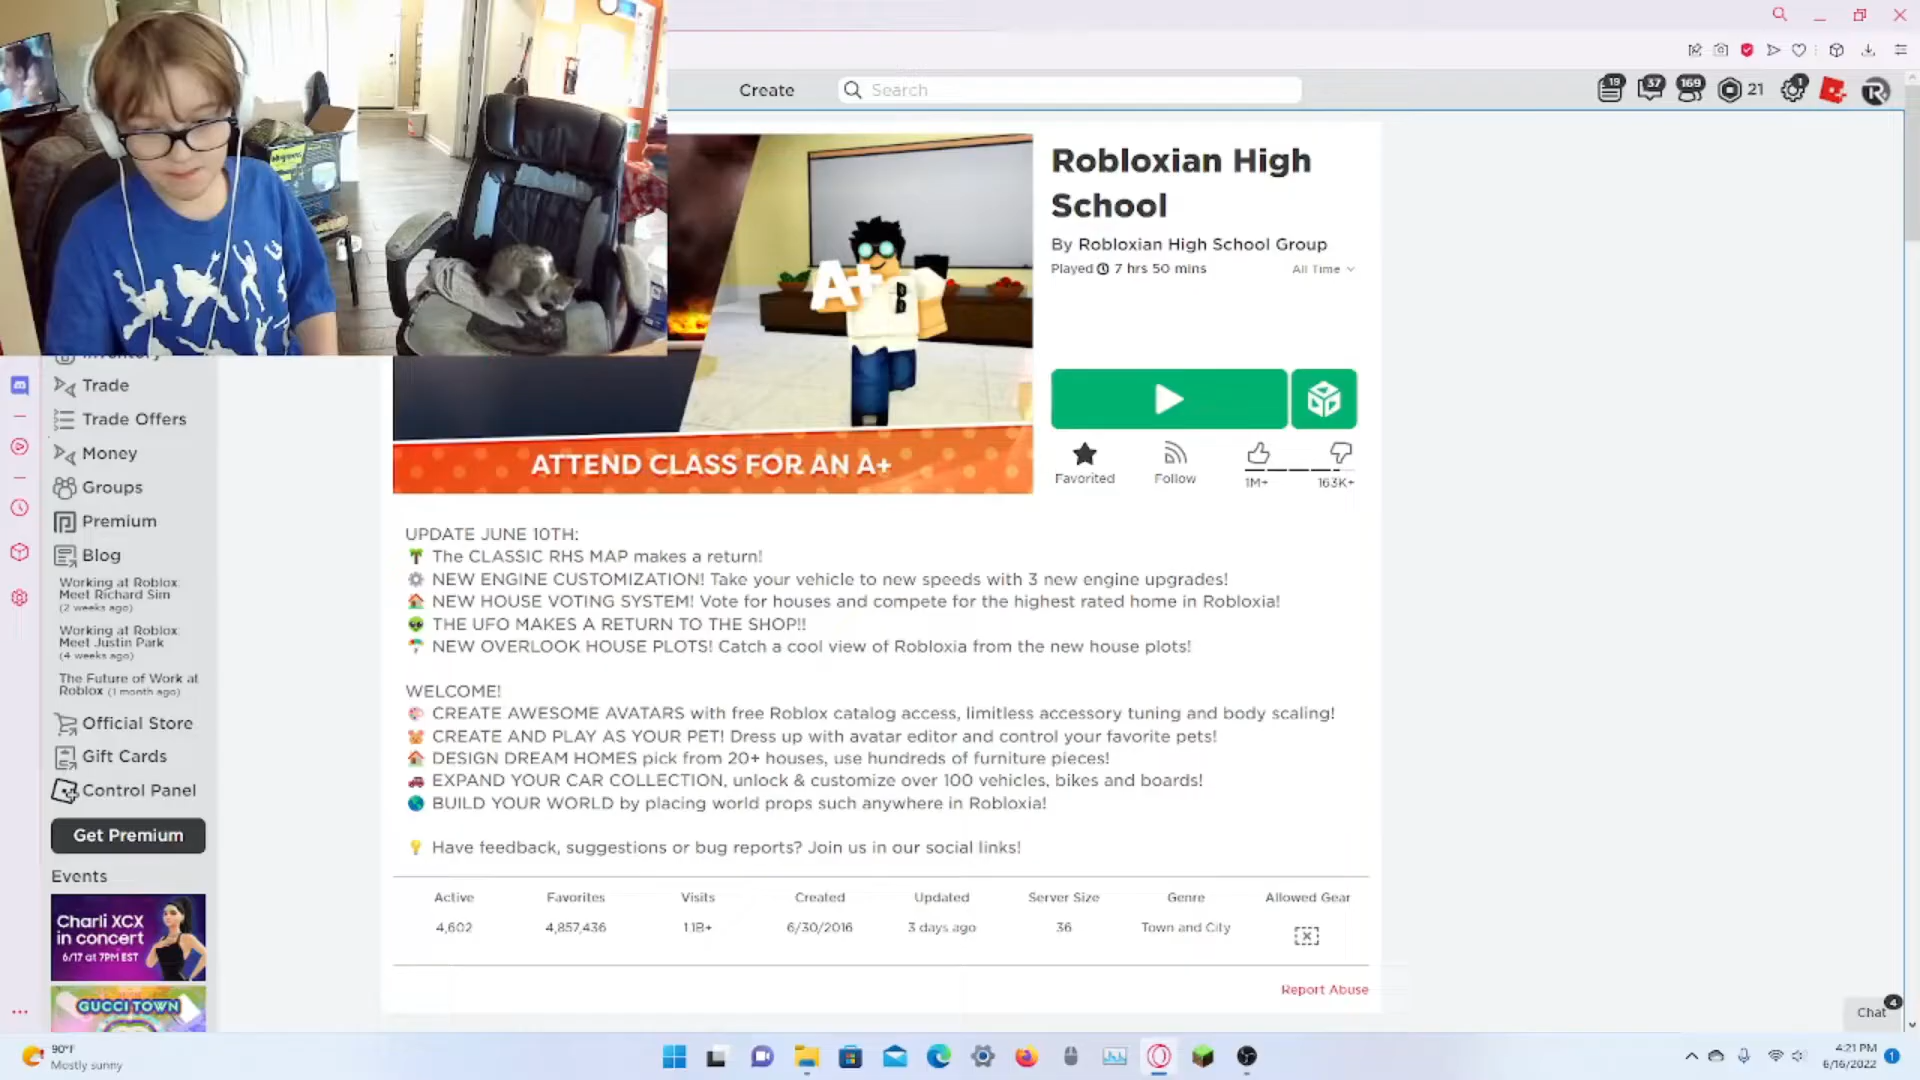 Create
Search
19
37
169
21
1
Robloxian High
School
By Robloxian High School Group
Played 7 hrs 50 mins
All Time
A+
ATTEND CLASS FOR AN A+
Favorited
Follow
1M+
163K+
Inventory
Trade
Trade Offers
Money
Groups
Premium
Blog
Working at Roblox:
Meet Richard Sim
(2 weeks ago)
Working at Roblox:
Meet Justin Park
(4 weeks ago)
The Future of Work at
Roblox (1 month ago)
Official Store
Gift Cards
Control Panel
Get Premium
Events
Charli XCX
in concert
6/17 at 7PM EST
GUCCI TOWN
UPDATE JUNE 10TH:
🌴 The CLASSIC RHS MAP makes a return!
⚙️ NEW ENGINE CUSTOMIZATION! Take your vehicle to new speeds with 3 new engine upgrades!
🏠 NEW HOUSE VOTING SYSTEM! Vote for houses and compete for the highest rated home in Robloxia!
👽 THE UFO MAKES A RETURN TO THE SHOP!!
⛱️ NEW OVERLOOK HOUSE PLOTS! Catch a cool view of Robloxia from the new house plots!
WELCOME!
🎨 CREATE AWESOME AVATARS with free Roblox catalog access, limitless accessory tuning and body scaling!
🐹 CREATE AND PLAY AS YOUR PET! Dress up with avatar editor and control your favorite pets!
🏠 DESIGN DREAM HOMES pick from 20+ houses, use hundreds of furniture pieces!
🚗 EXPAND YOUR CAR COLLECTION, unlock & customize over 100 vehicles, bikes and boards!
🌎 BUILD YOUR WORLD by placing world props such anywhere in Robloxia!
💡 Have feedback, suggestions or bug reports? Join us in our social links!
Active Favorites Visits Created Updated Server Size Genre Allowed Gear
4,602 4,857,436 1.1B+ 6/30/2016 3 days ago 36 Town and City
Report Abuse
Chat
4
90°F
Mostly sunny
4:21 PM
6/16/2022
1